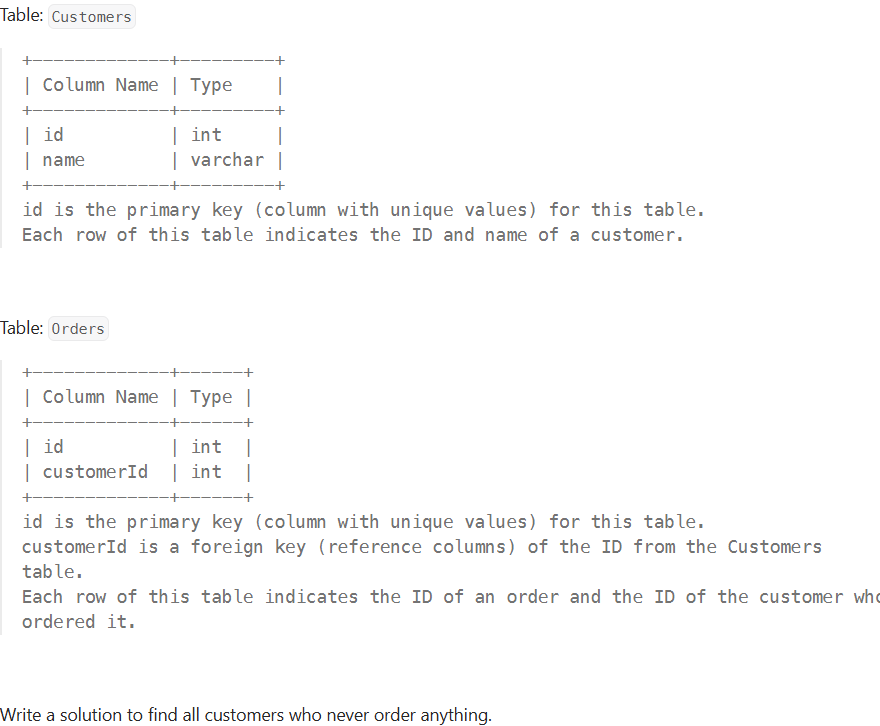 Table: Customers
+-------------+---------+
| Column Name | Type    |
+-------------+---------+
| id          | int     |
| name        | varchar |
+-------------+---------+
id is the primary key (column with unique values) for this table.
Each row of this table indicates the ID and name of a customer.
Table: Orders
+-------------+------+
| Column Name | Type |
+-------------+------+
| id          | int  |
| customerId  | int  |
+-------------+------+
id is the primary key (column with unique values) for this table.
customerId is a foreign key (reference columns) of the ID from the Customers
table.
Each row of this table indicates the ID of an order and the ID of the customer who
ordered it.
Write a solution to find all customers who never order anything.